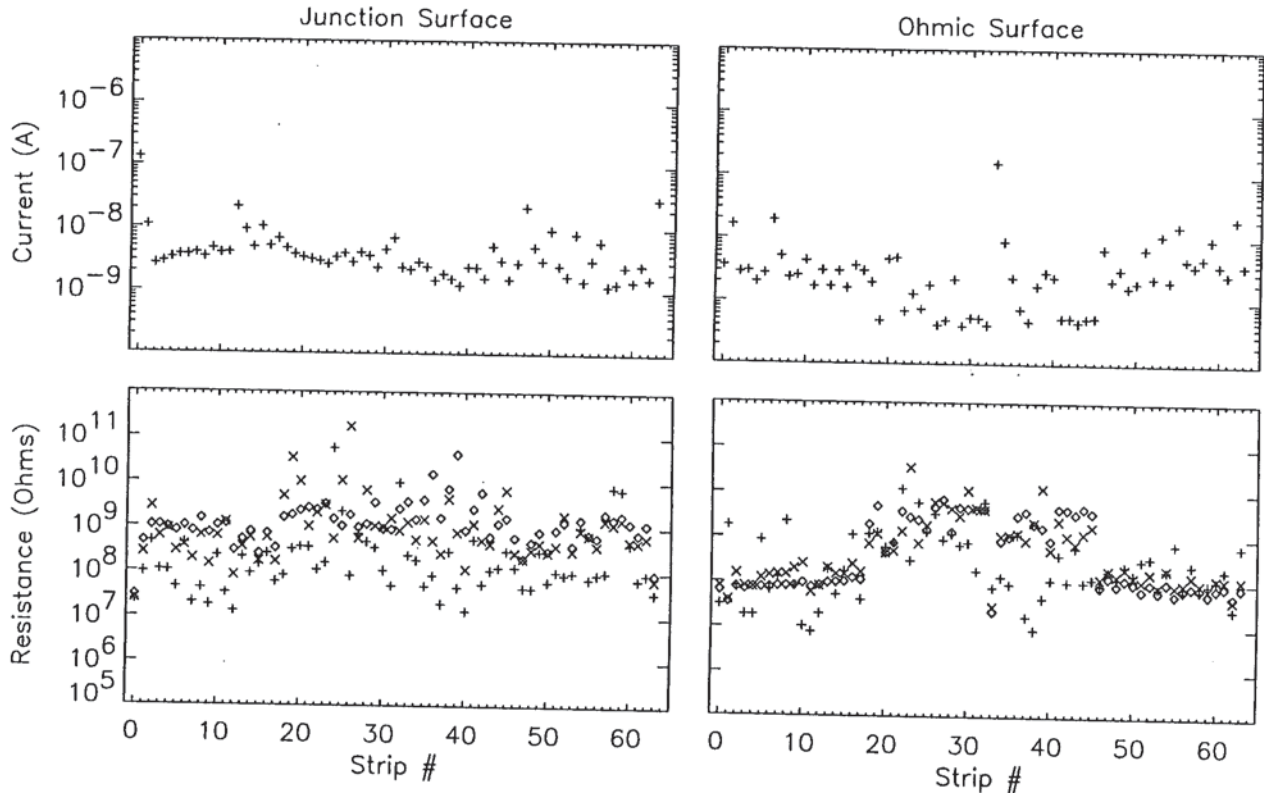 Junction Surface
Ohmic Surface
Current (A)
10⁻⁶
10⁻⁷
10⁻⁸
10⁻⁹
Resistance (Ohms)
10¹¹
10¹⁰
10⁹
10⁸
10⁷
10⁶
10⁵
0 10 20 30 40 50 60
Strip #
0 10 20 30 40 50 60
Strip #